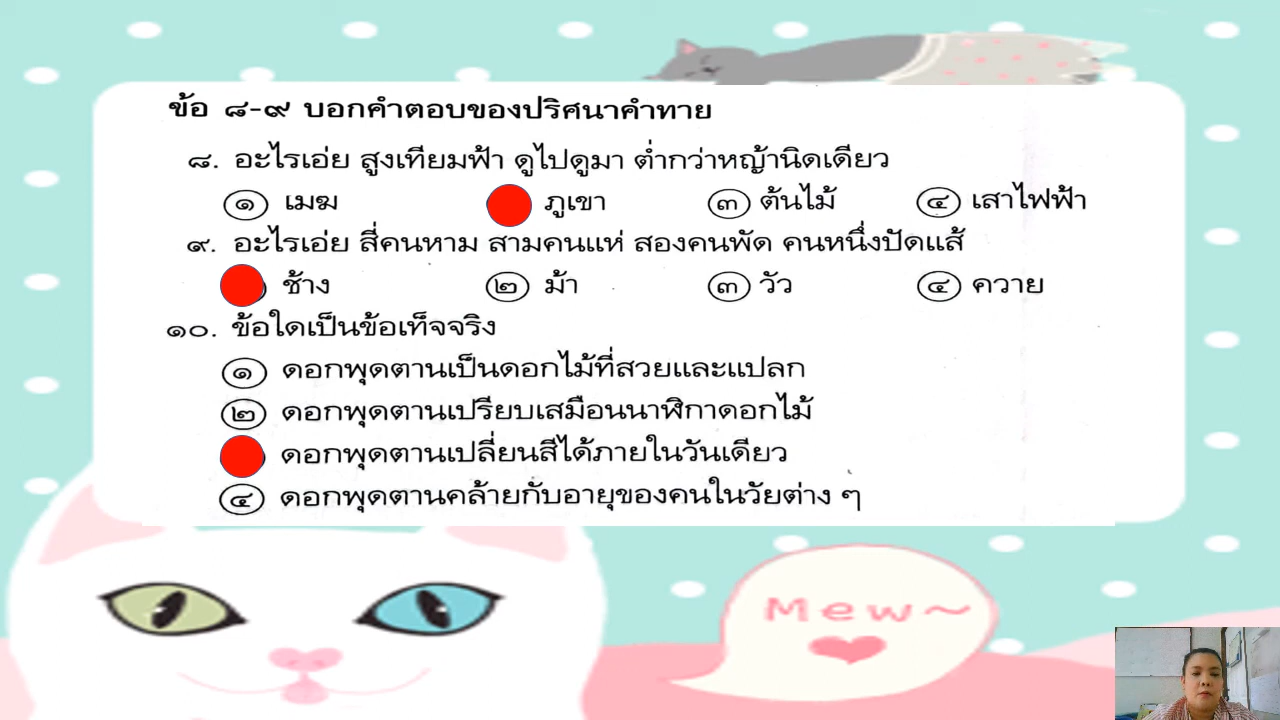 ข้อ ๘-๙ บอกคำตอบของปริศนาคำทาย
๘. อะไรเอ่ย สูงเทียมฟ้า ดูไปดูมา ต่ำกว่าหญ้านิดเดียว
๑ เมฆ ภูเขา ๓ ต้นไม้ ๔ เสาไฟฟ้า
๙. อะไรเอ่ย สี่คนหาม สามคนแห่ สองคนพัด คนหนึ่งปัดแส้
ช้าง ๒ ม้า ๓ วัว ๔ ควาย
๑๐. ข้อใดเป็นข้อเท็จจริง
๑ ดอกพุดตานเป็นดอกไม้ที่สวยและแปลก
๒ ดอกพุดตานเปรียบเสมือนนาฬิกาดอกไม้
ดอกพุดตานเปลี่ยนสีได้ภายในวันเดียว
๔ ดอกพุดตานคล้ายกับอายุของคนในวัยต่าง ๆ
Mew~